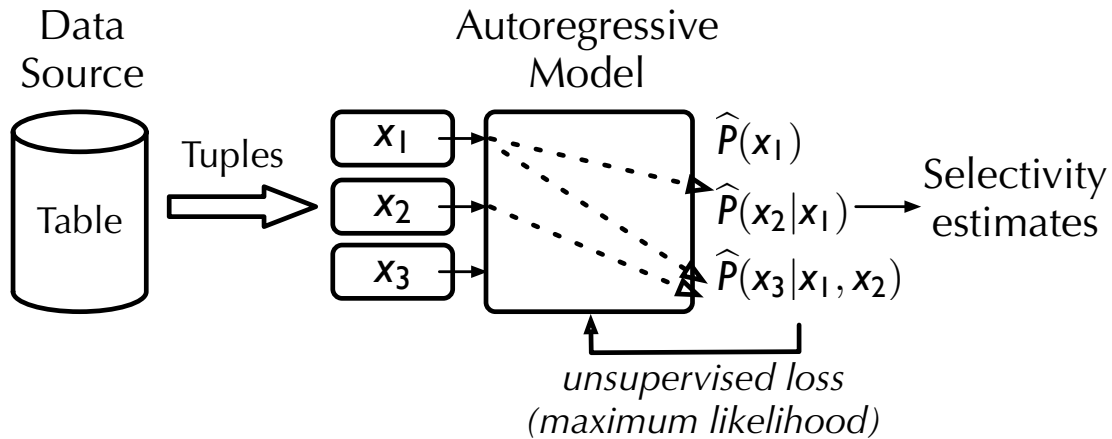 Data
Source
Table
Tuples
x1
x2
x3
Autoregressive
Model
P̂(x1)
P̂(x2|x1)
P̂(x3|x1, x2)
Selectivity
estimates
unsupervised loss
(maximum likelihood)